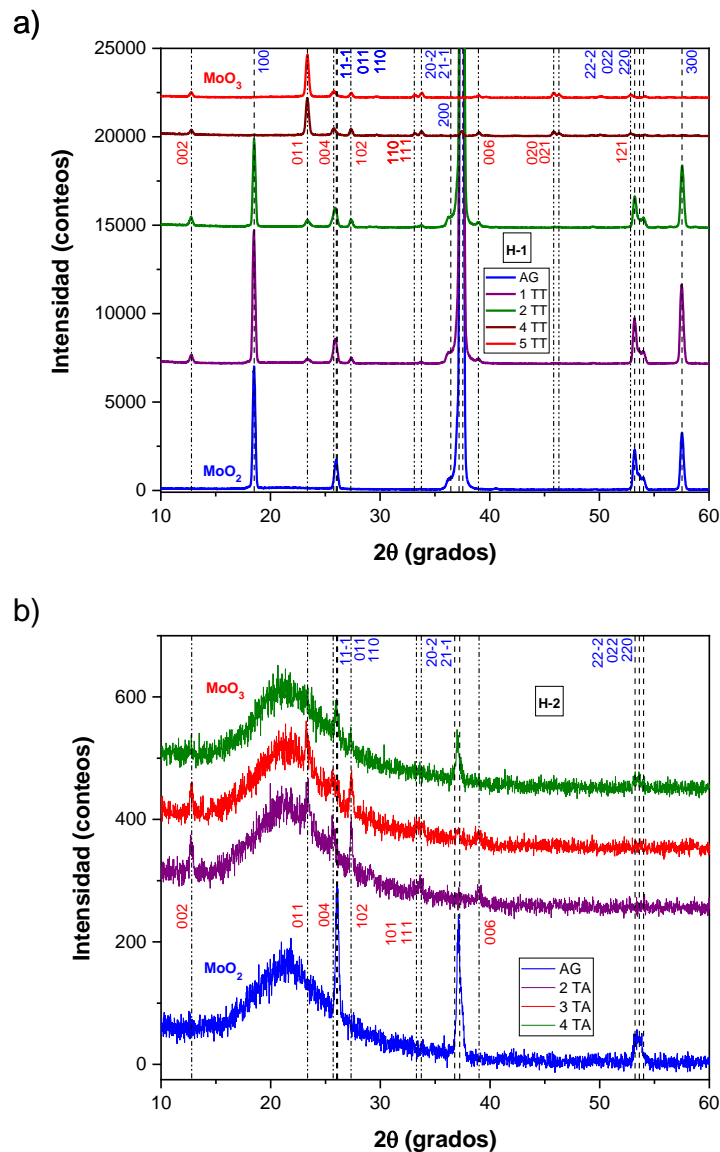 a)
25000
20000
15000
10000
5000
0
Intensidad (conteos)
MoO3
100
11-1
011
110
20-2
21-1
200
22-2
022
220
300
002
011
004
102
110
111
006
020
021
121
H-1
AG
1 TT
2 TT
4 TT
5 TT
MoO2
10 20 30 40 50 60
2θ (grados)
b)
600
400
200
0
Intensidad (conteos)
11-1
011
110
20-2
21-1
22-2
022
220
MoO3
H-2
002
011
004
102
101
111
006
MoO2
AG
2 TA
3 TA
4 TA
10 20 30 40 50 60
2θ (grados)